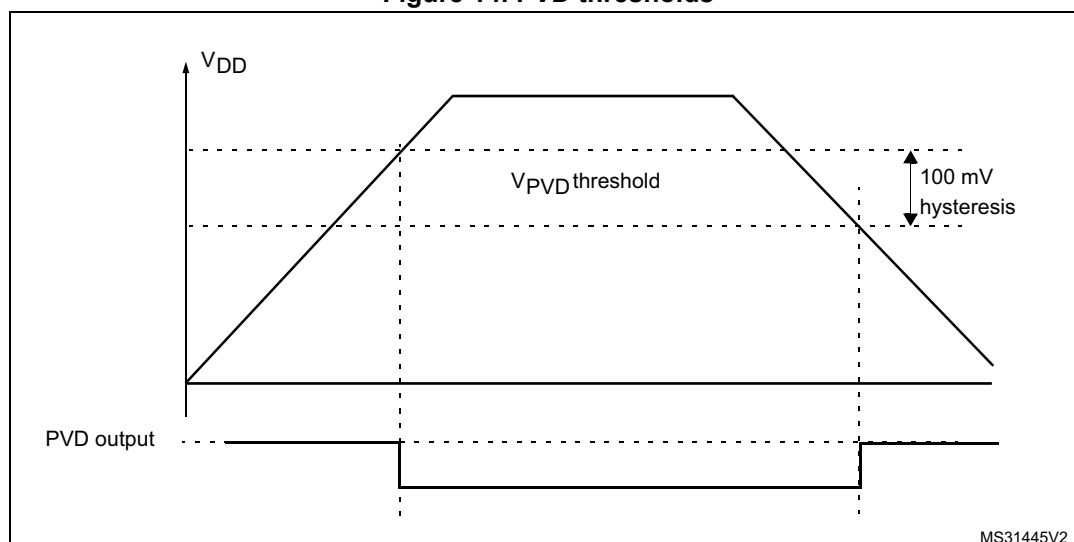 VDD
VPVD threshold
100 mV
hysteresis
PVD output
MS31445V2